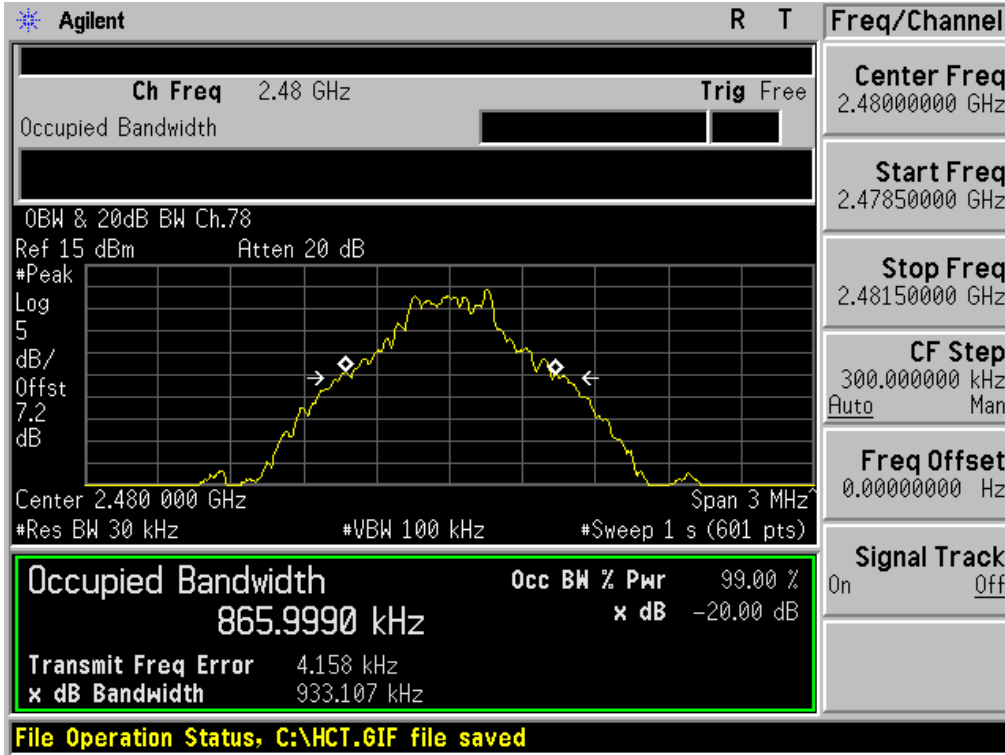 Agilent R T
Freq/Channel
Ch Freq 2.48 GHz Trig Free
Occupied Bandwidth
OBW & 20dB BW Ch.78
Ref 15 dBm Atten 20 dB
#Peak
Log
5
dB/
Offst
7.2
dB
Center 2.480 000 GHz Span 3 MHz^
#Res BW 30 kHz #VBW 100 kHz #Sweep 1 s (601 pts)
Occupied Bandwidth
865.9990 kHz
Occ BW % Pwr 99.00 %
x dB -20.00 dB
Transmit Freq Error 4.158 kHz
x dB Bandwidth 933.107 kHz
Center Freq
2.48000000 GHz
Start Freq
2.47850000 GHz
Stop Freq
2.48150000 GHz
CF Step
300.000000 kHz
Auto Man
Freq Offset
0.00000000 Hz
Signal Track
On Off
File Operation Status, C:\HCT.GIF file saved